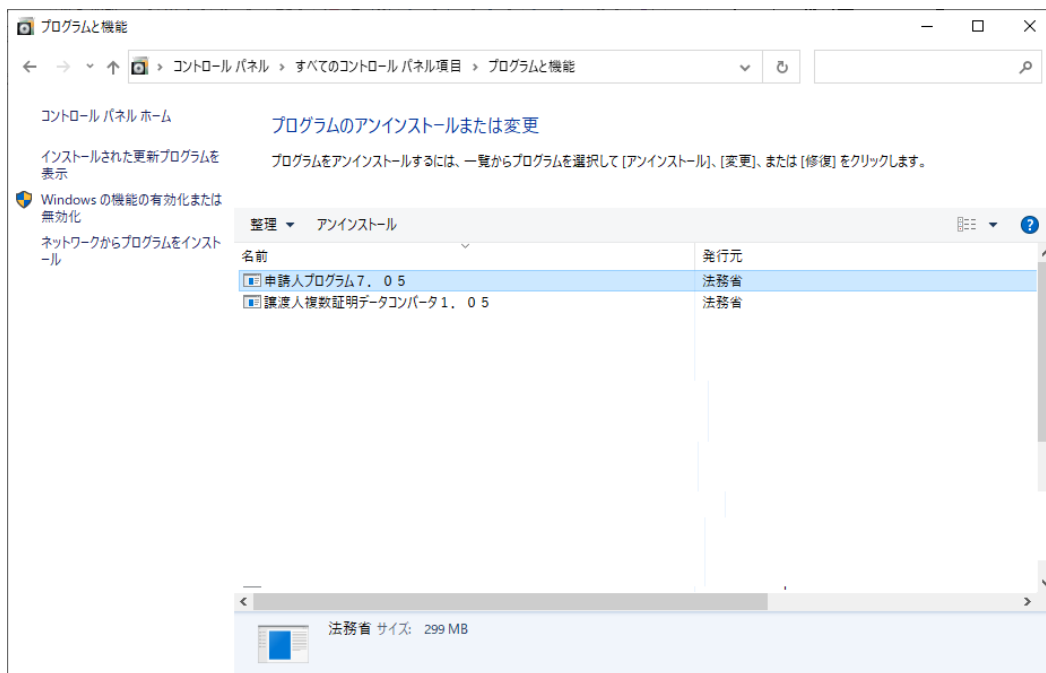 プログラムと機能
コントロール パネル › すべてのコントロール パネル項目 › プログラムと機能
コントロール パネル ホーム
インストールされた更新プログラムを
表示
Windows の機能の有効化または
無効化
ネットワークからプログラムをインスト
ール
プログラムのアンインストールまたは変更
プログラムをアンインストールするには、一覧からプログラムを選択して [アンインストール]、[変更]、または [修復] をクリックします。
整理 アンインストール
名前 発行元
申請人プログラム7．05 法務省
譲渡人複数証明データコンバータ1．05 法務省
法務省 サイズ: 299 MB